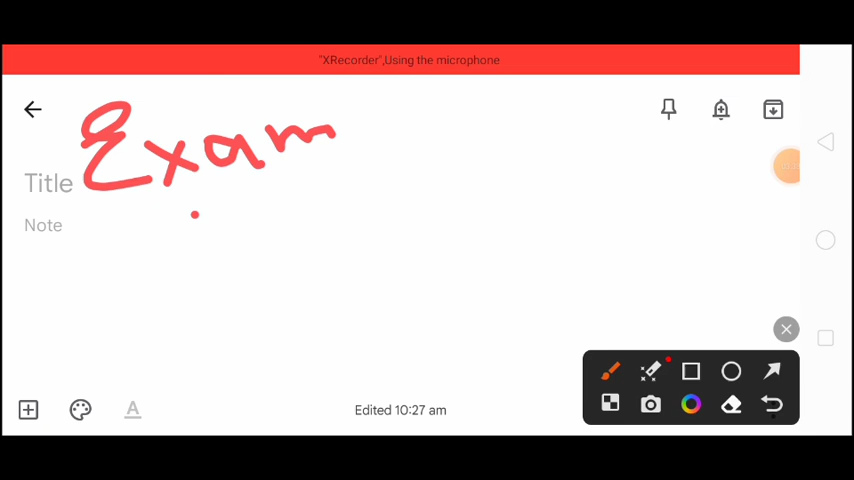 "XRecorder",Using the microphone
Exam
Title
Note
A
Edited 10:27 am